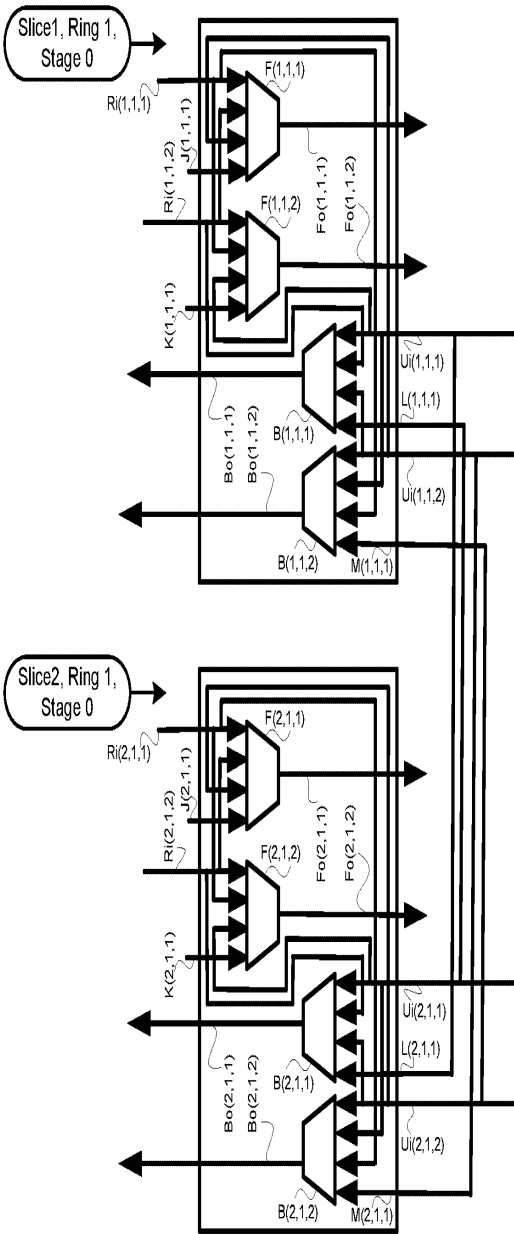 Slice1, Ring 1,
Stage 0
F(1,1,1)
Ri(1,1,1)
J(1,1,1)
Ri(1,1,2)
F(1,1,2)
Fo(1,1,1)
Fo(1,1,2)
K(1,1,1)
Ui(1,1,1)
L(1,1,1)
B(1,1,1)
Bo(1,1,1)
Bo(1,1,2)
Ui(1,1,2)
B(1,1,2)
M(1,1,1)
Slice2, Ring 1,
Stage 0
F(2,1,1)
Ri(2,1,1)
J(2,1,1)
Ri(2,1,2)
F(2,1,2)
Fo(2,1,1)
Fo(2,1,2)
K(2,1,1)
Ui(2,1,1)
L(2,1,1)
B(2,1,1)
Bo(2,1,1)
Bo(2,1,2)
Ui(2,1,2)
B(2,1,2)
M(2,1,1)